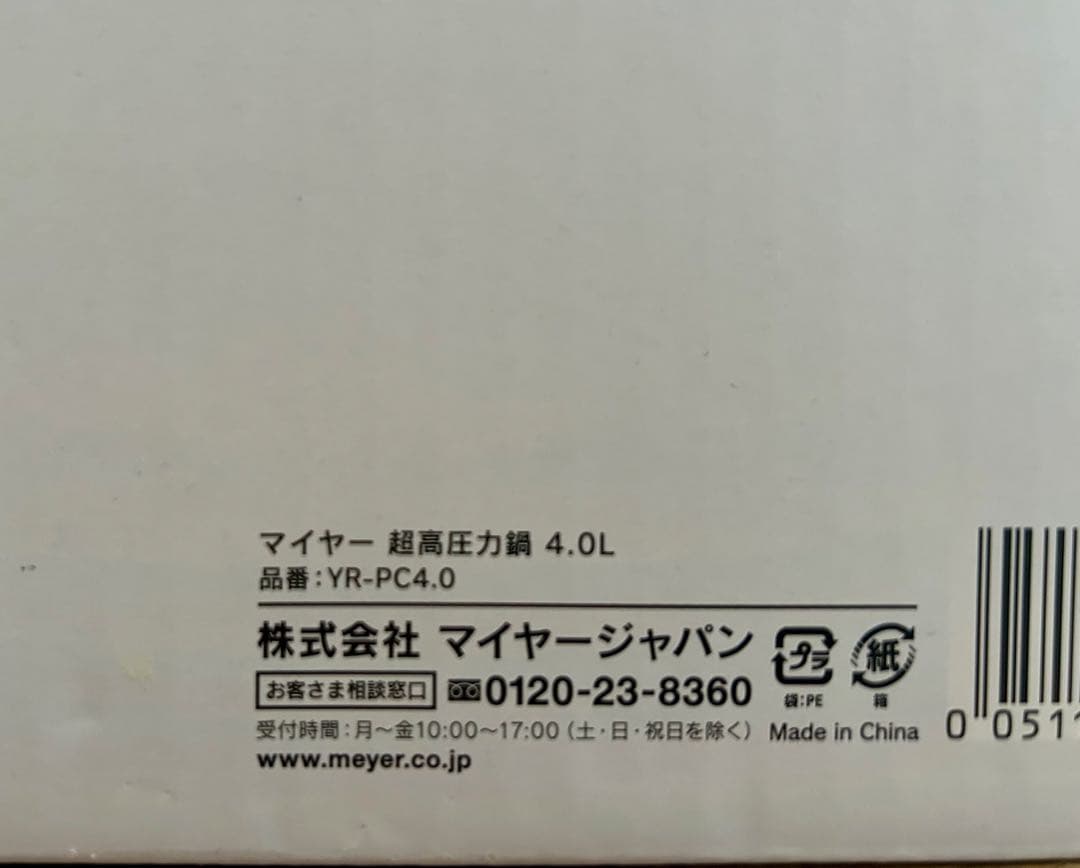 マイヤー 超高圧力鍋 4.0L
品番:YR-PC4.0
株式会社 マイヤージャパン
お客さま相談窓口 0120-23-8360
受付時間:月〜金10:00〜17:00(土・日・祝日を除く)
www.meyer.co.jp
プラ
袋:PE
紙
箱
Made in China
0 0511